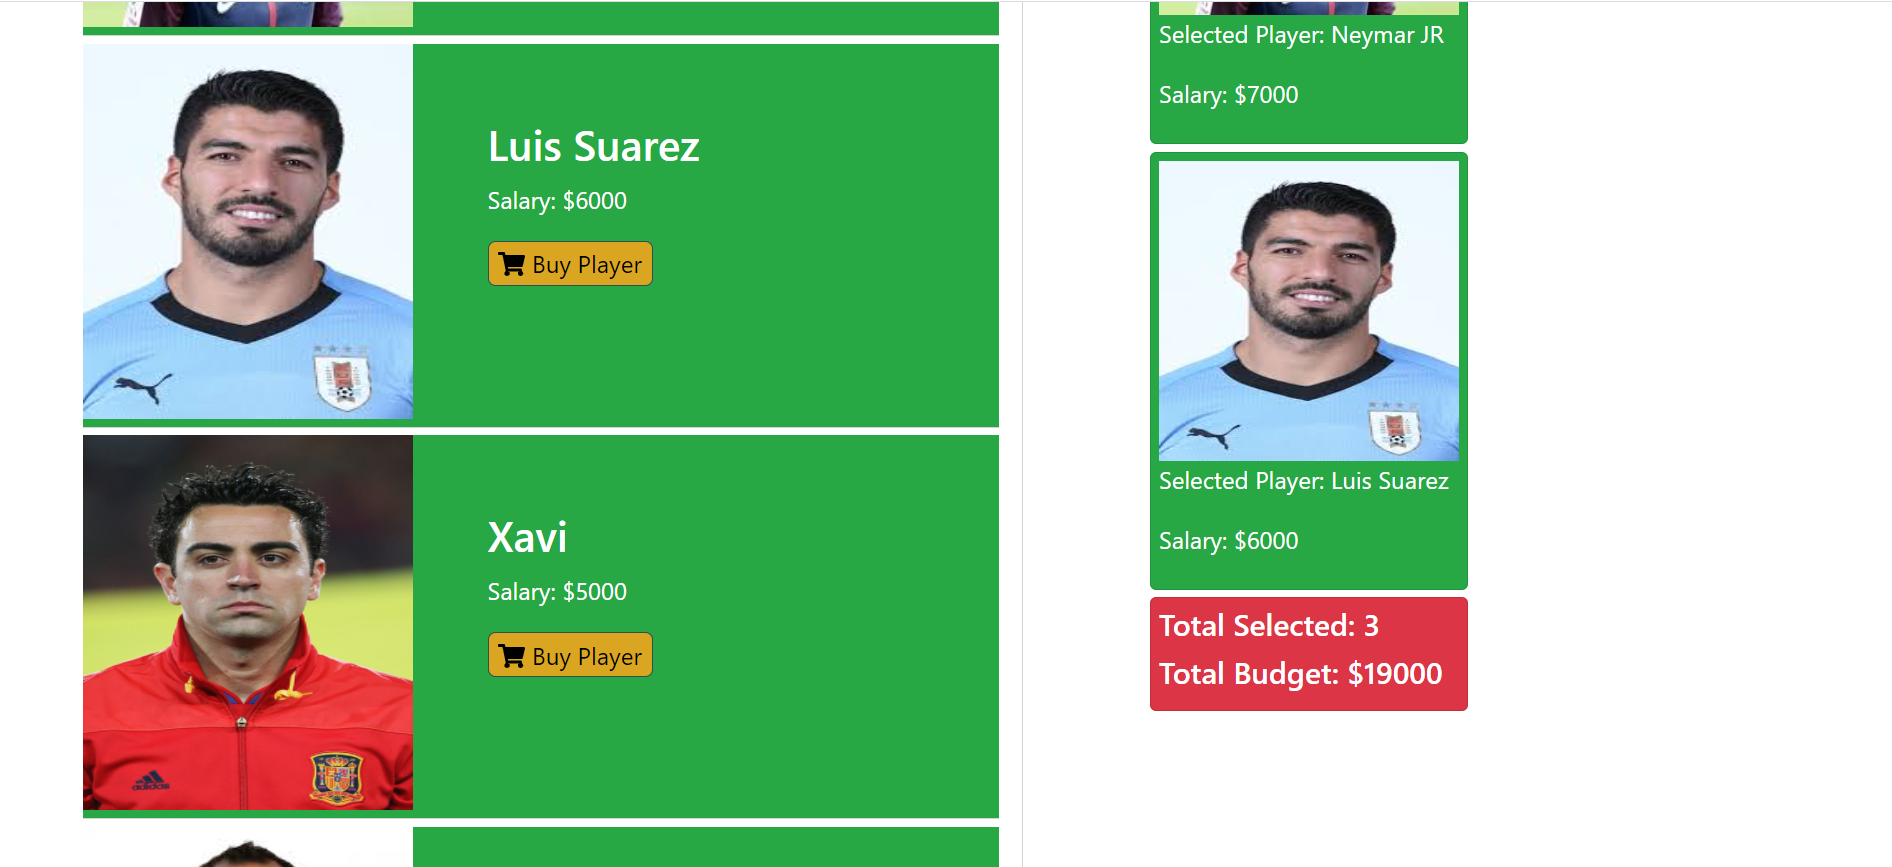 Luis Suarez
Salary: $6000
Buy Player
Xavi
Salary: $5000
Buy Player
adidas
Selected Player: Neymar JR
Salary: $7000
Selected Player: Luis Suarez
Salary: $6000
Total Selected: 3
Total Budget: $19000